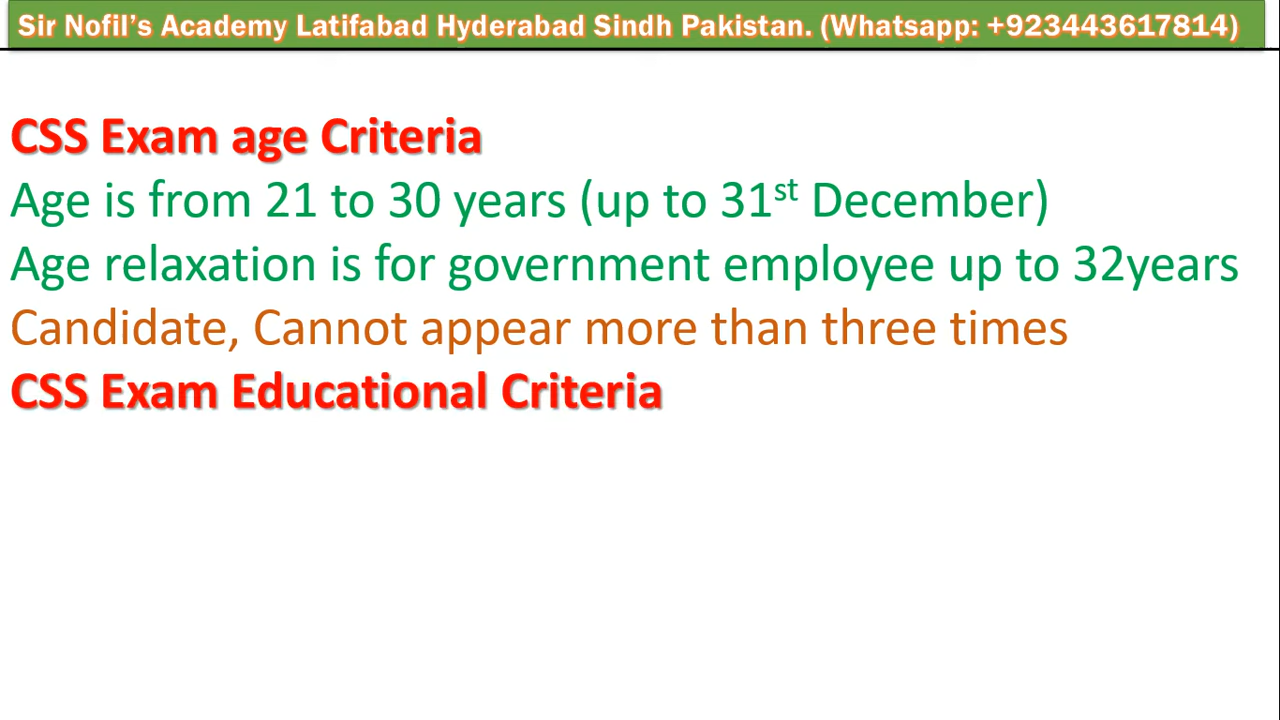 Sir Nofil's Academy Latifabad Hyderabad Sindh Pakistan. (Whatsapp: +923443617814)
CSS Exam age Criteria
Age is from 21 to 30 years (up to 31st December)
Age relaxation is for government employee up to 32years
Candidate, Cannot appear more than three times
CSS Exam Educational Criteria